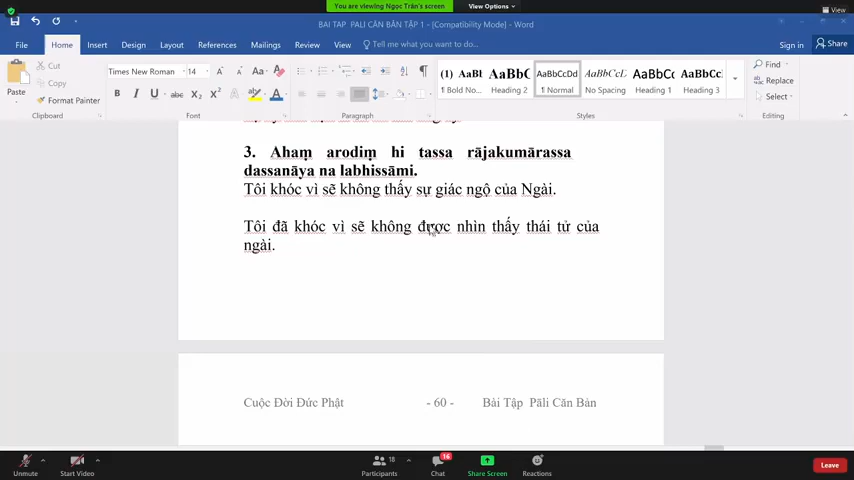 You are viewing Ngọc Trần's screen
View Options
View
BAI TAP PALI CĂN BẢN TẬP 1 - [Compatibility Mode] - Word
File Home Insert Design Layout References Mailings Review View Tell me what you want to do...
Sign in Share
Cut
Copy
Format Painter
Paste
Times New Roman 14
(1) AaBl AaBbC AaBbCcDd AaBbCcL AaBbCc AaBbCc
¶ Bold No... Heading 2 ¶ Normal No Spacing Heading 1 Heading 3
Find
Replace
Select
Clipboard Font Paragraph Styles Editing
3. Ahaṃ arodiṃ hi tassa rājakumārassa
dassanāya na labhissāmi.
Tôi khóc vì sẽ không thấy sự giác ngộ của Ngài.
Tôi đã khóc vì sẽ không được nhìn thấy thái tử của
ngài.
Cuộc Đời Đức Phật - 60 - Bài Tập Pāli Căn Bản
18
16
Unmute Start Video Participants Chat Share Screen Reactions Leave